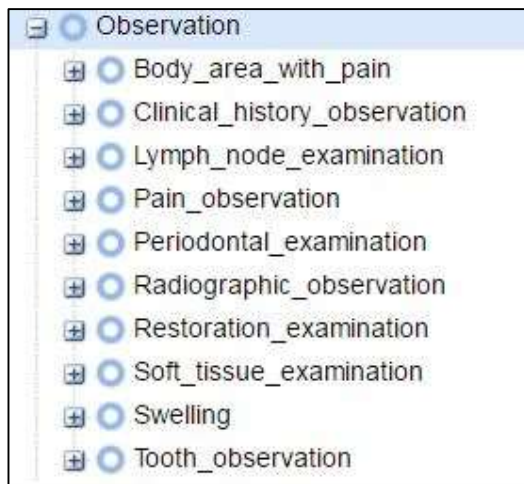 Observation
Body_area_with_pain
Clinical_history_observation
Lymph_node_examination
Pain_observation
Periodontal_examination
Radiographic_observation
Restoration_examination
Soft_tissue_examination
Swelling
Tooth_observation